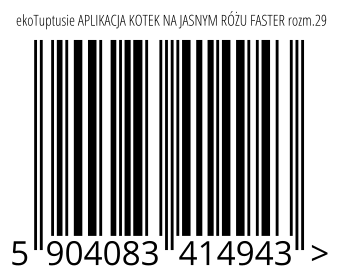 ekoTuptusie APLIKACJA KOTEK NA JASNYM RÓŻU FASTER rozm.29
5 904083 414943 >